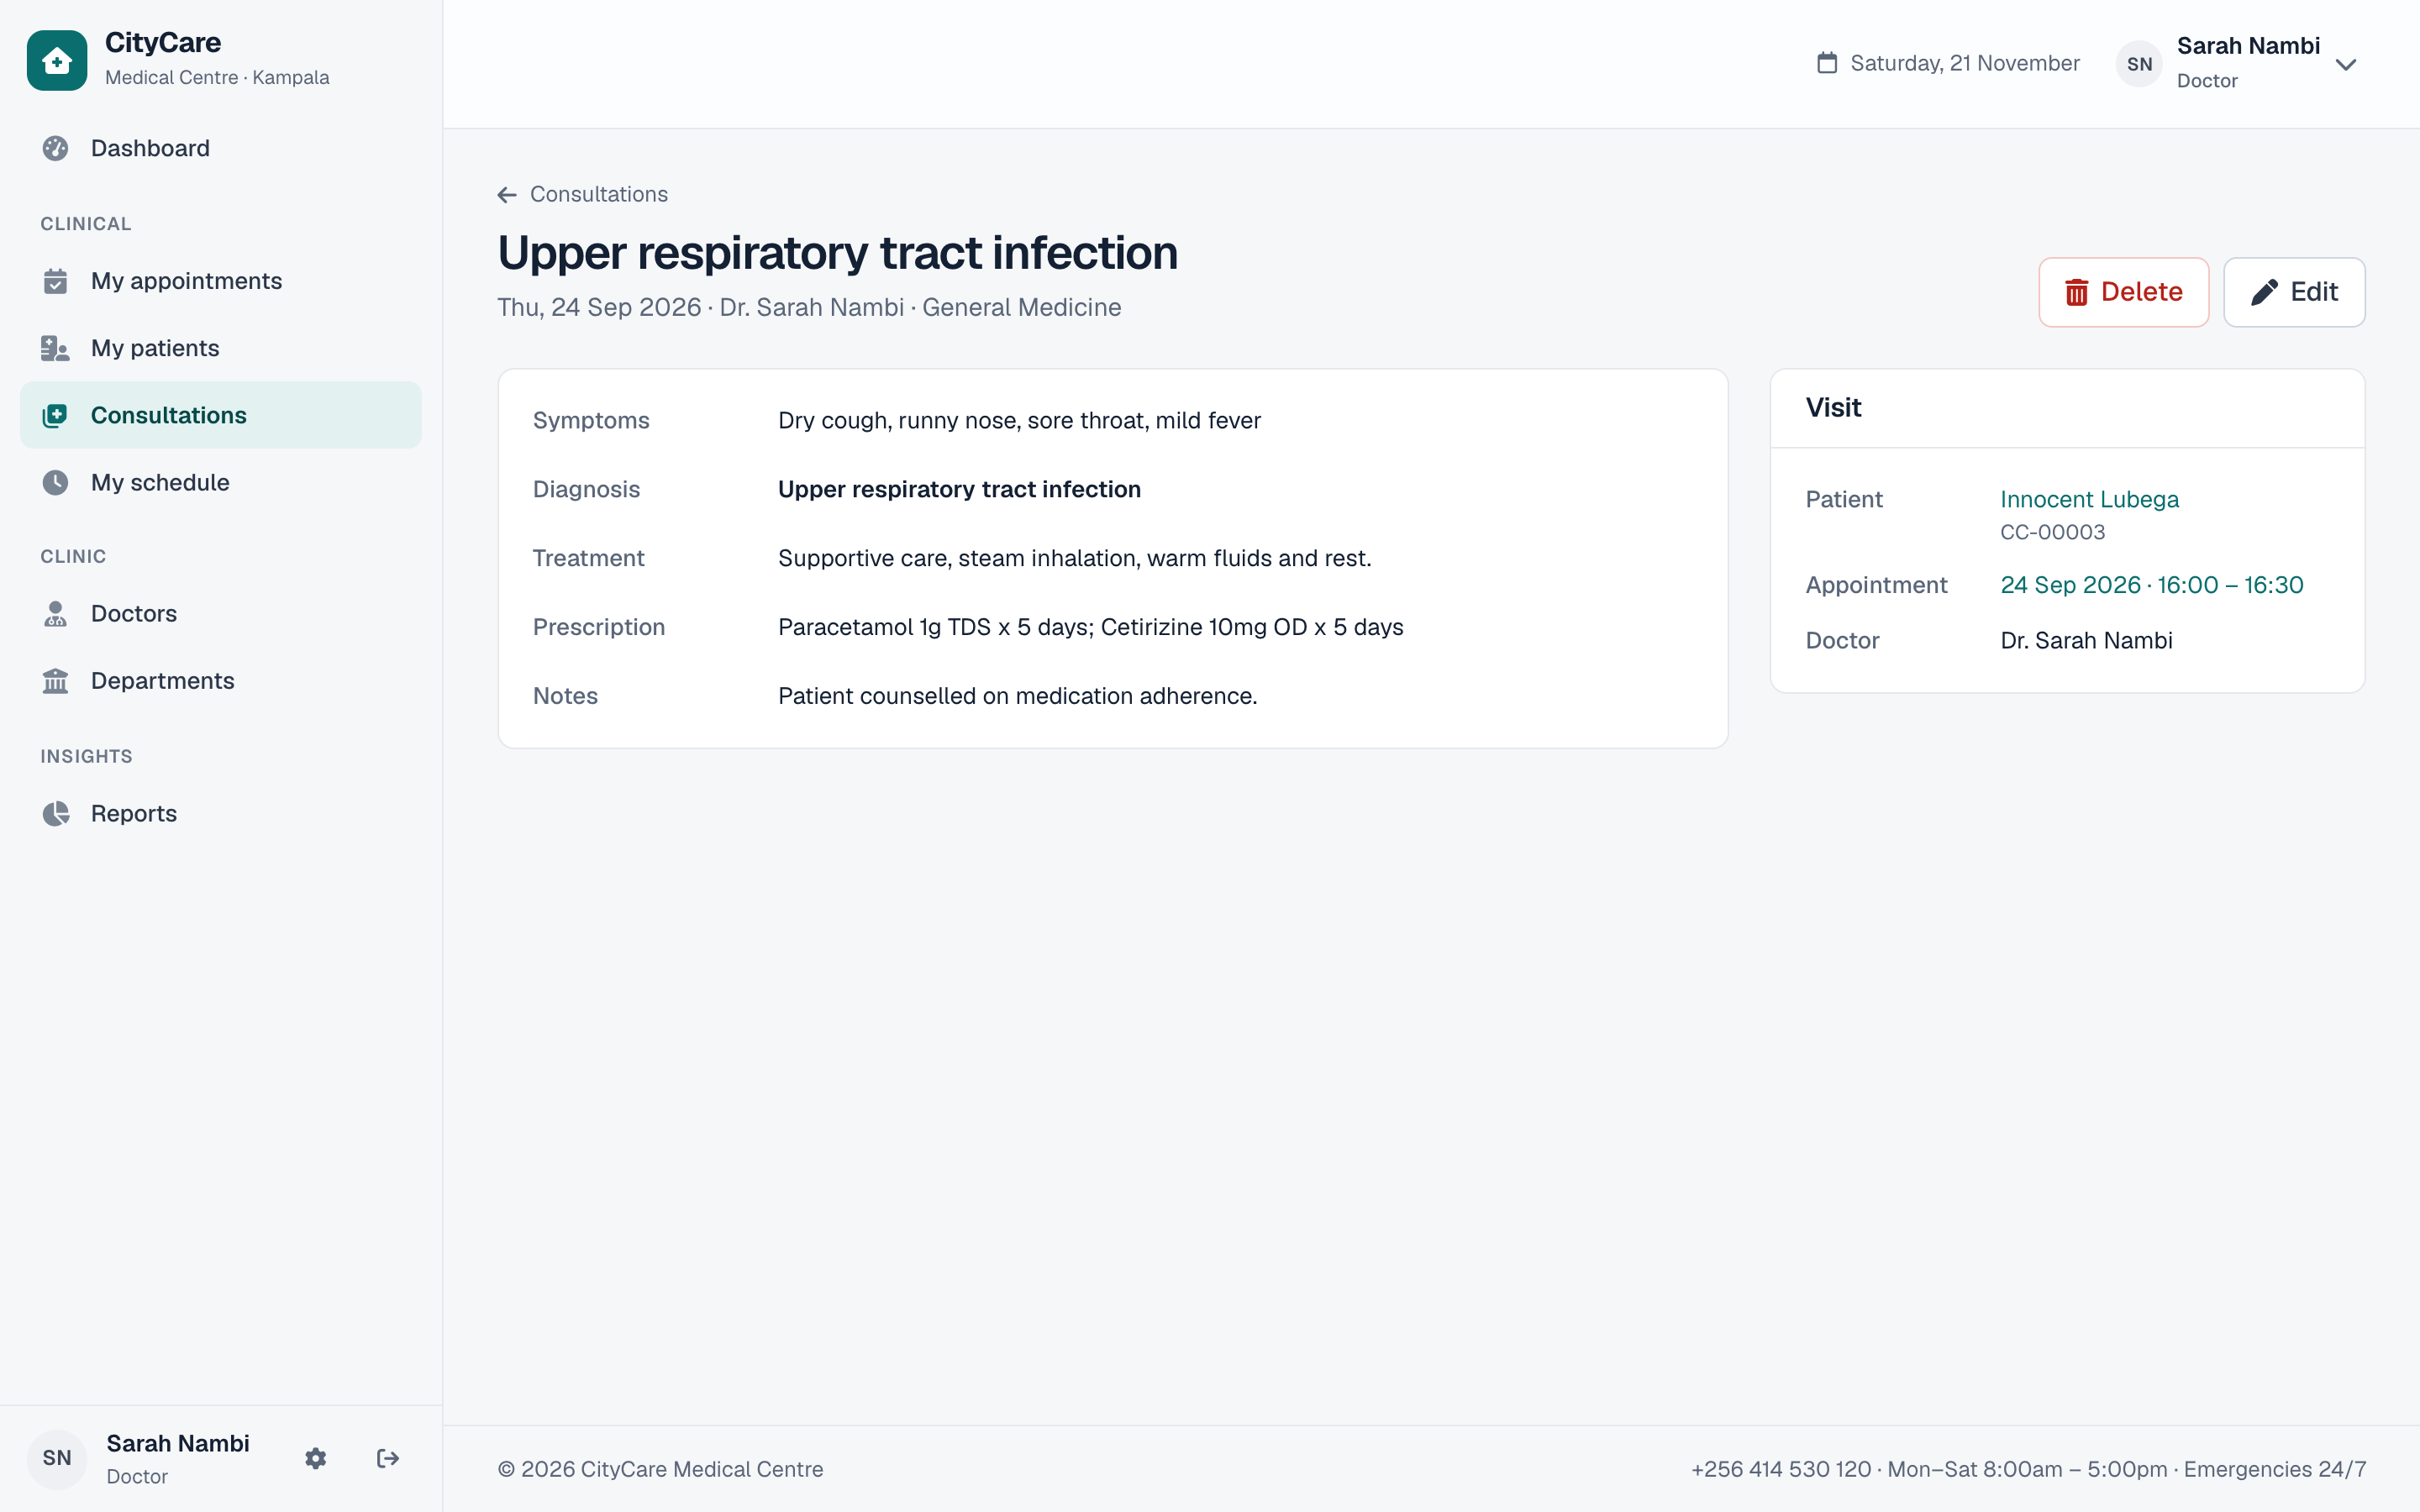 CityCare
Medical Centre · Kampala
Dashboard
CLINICAL
My appointments
My patients
Consultations
My schedule
CLINIC
Doctors
Departments
INSIGHTS
Reports
SN
Sarah Nambi
Doctor
Saturday, 21 November
SN
Sarah Nambi
Doctor
Consultations
Upper respiratory tract infection
Thu, 24 Sep 2026 · Dr. Sarah Nambi · General Medicine
Delete
Edit
Symptoms Dry cough, runny nose, sore throat, mild fever
Diagnosis Upper respiratory tract infection
Treatment Supportive care, steam inhalation, warm fluids and rest.
Prescription Paracetamol 1g TDS x 5 days; Cetirizine 10mg OD x 5 days
Notes Patient counselled on medication adherence.
Visit
Patient Innocent Lubega
CC-00003
Appointment 24 Sep 2026 · 16:00 – 16:30
Doctor Dr. Sarah Nambi
© 2026 CityCare Medical Centre
+256 414 530 120 · Mon–Sat 8:00am – 5:00pm · Emergencies 24/7